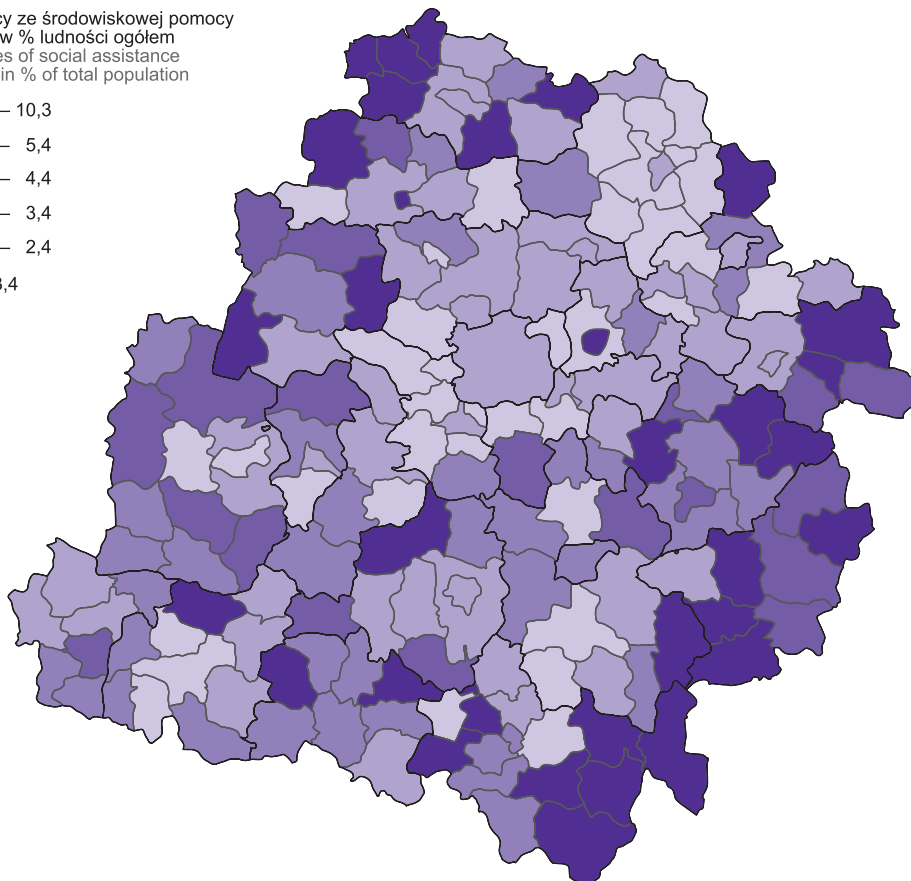 cy ze środowiskowej pomocy
w % ludności ogółem
es of social assistance
in % of total population
– 10,3
– 5,4
– 4,4
– 3,4
– 2,4
3,4